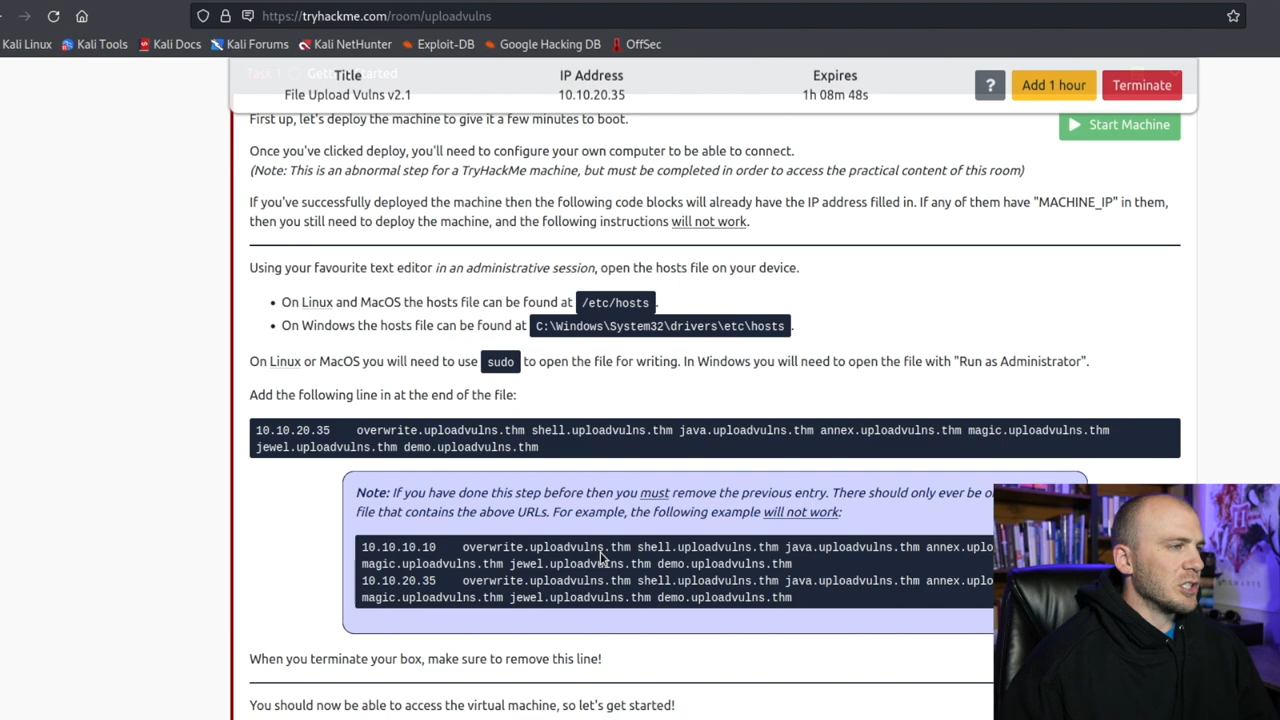 https://tryhackme.com/room/uploadvulns
Kali Linux Kali Tools Kali Docs Kali Forums Kali NetHunter Exploit-DB Google Hacking DB OffSec
Title IP Address Expires
File Upload Vulns v2.1 10.10.20.35 1h 08m 48s ? Add 1 hour Terminate
First up, let's deploy the machine to give it a few minutes to boot.
Start Machine
Once you've clicked deploy, you'll need to configure your own computer to be able to connect.
(Note: This is an abnormal step for a TryHackMe machine, but must be completed in order to access the practical content of this room)
If you've successfully deployed the machine then the following code blocks will already have the IP address filled in. If any of them have "MACHINE_IP" in them,
then you still need to deploy the machine, and the following instructions will not work.
Using your favourite text editor in an administrative session, open the hosts file on your device.
• On Linux and MacOS the hosts file can be found at /etc/hosts.
• On Windows the hosts file can be found at C:\Windows\System32\drivers\etc\hosts.
On Linux or MacOS you will need to use sudo to open the file for writing. In Windows you will need to open the file with "Run as Administrator".
Add the following line in at the end of the file:
10.10.20.35 overwrite.uploadvulns.thm shell.uploadvulns.thm java.uploadvulns.thm annex.uploadvulns.thm magic.uploadvulns.thm
jewel.uploadvulns.thm demo.uploadvulns.thm
Note: If you have done this step before then you must remove the previous entry. There should only ever be o
file that contains the above URLs. For example, the following example will not work:
10.10.10.10 overwrite.uploadvulns.thm shell.uploadvulns.thm java.uploadvulns.thm annex.uplo
magic.uploadvulns.thm jewel.uploadvulns.thm demo.uploadvulns.thm
10.10.20.35 overwrite.uploadvulns.thm shell.uploadvulns.thm java.uploadvulns.thm annex.uplo
magic.uploadvulns.thm jewel.uploadvulns.thm demo.uploadvulns.thm
When you terminate your box, make sure to remove this line!
You should now be able to access the virtual machine, so let's get started!